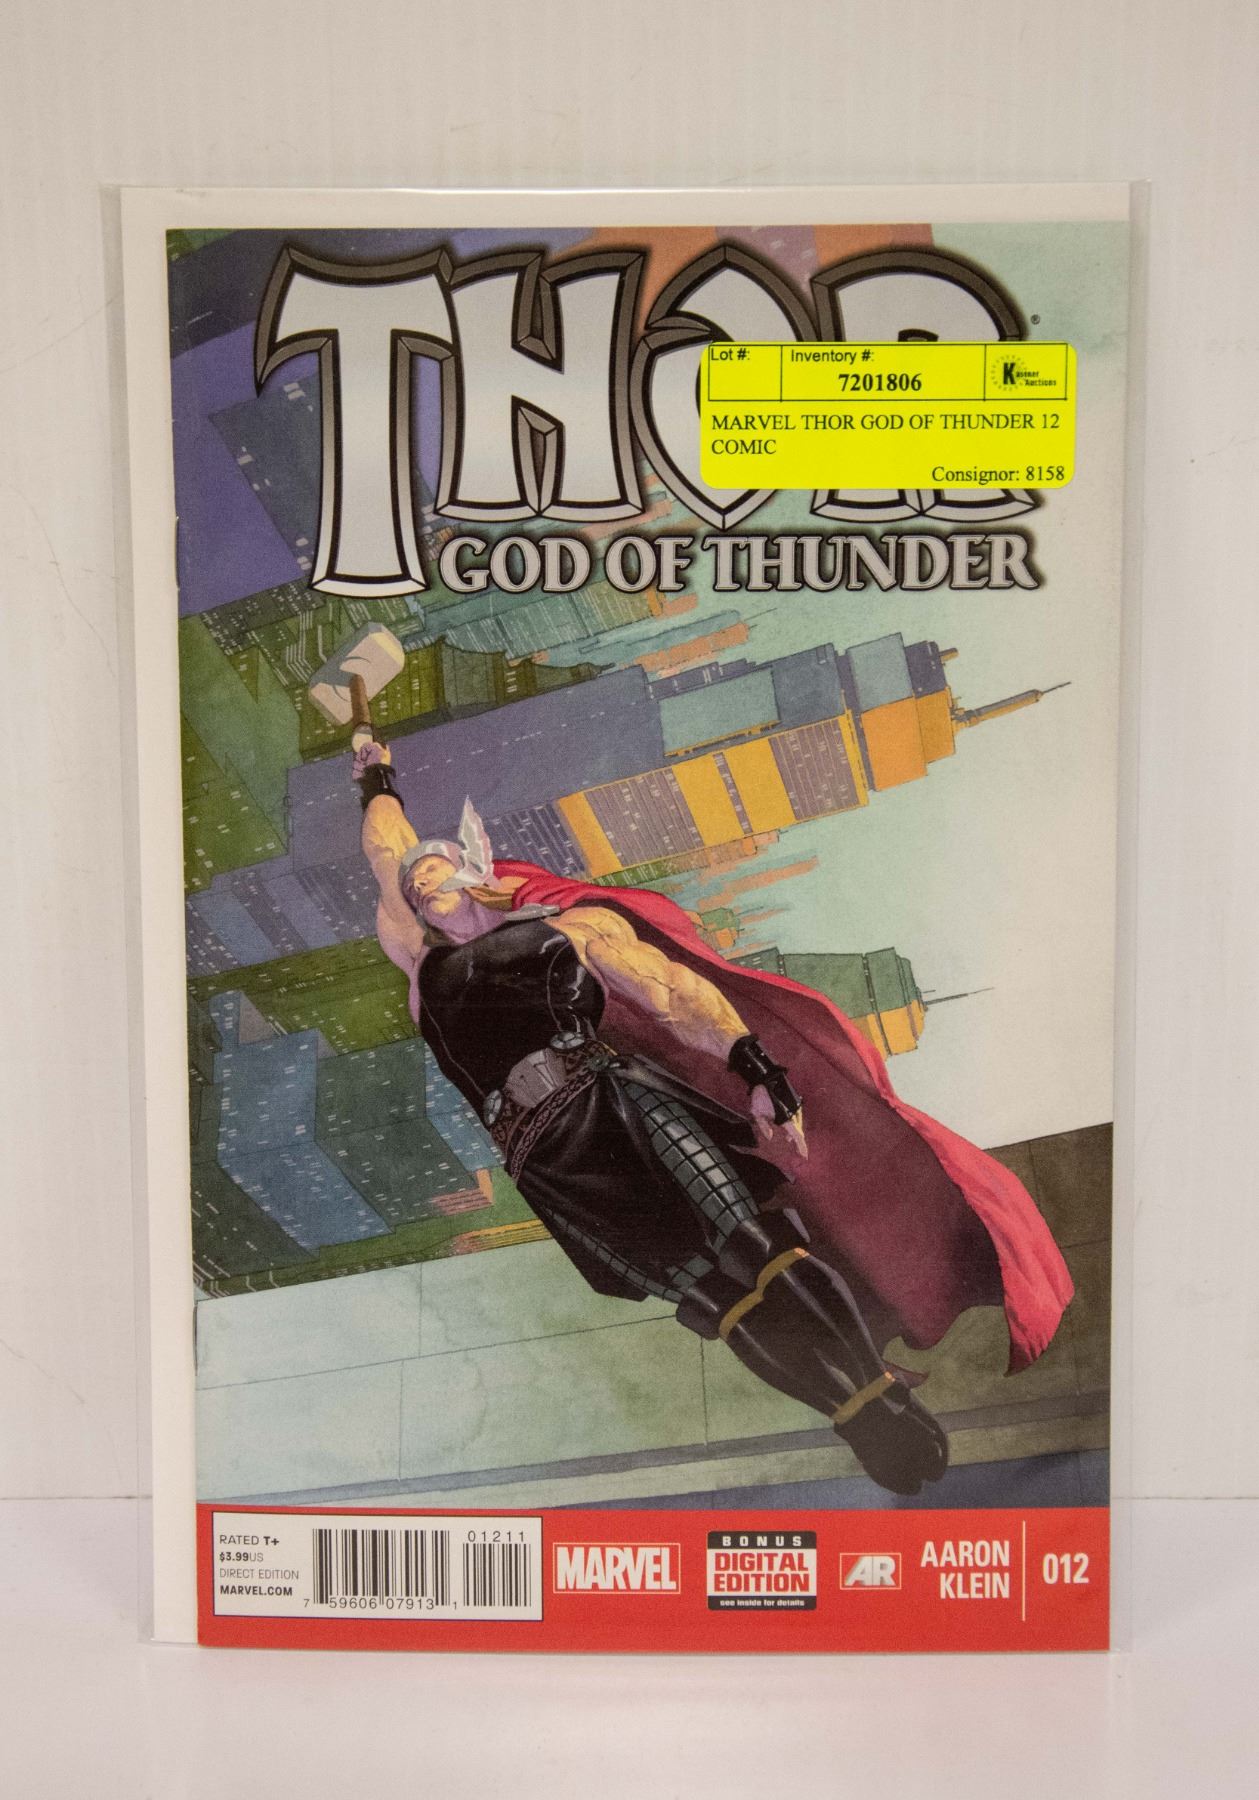 THOR
®
Lot #:
Inventory #:
7201806
Kastner
Auctions
MARVEL THOR GOD OF THUNDER 12
COMIC
Consignor: 8158
GOD OF THUNDER
RATED T+
$3.99US
DIRECT EDITION
MARVEL.COM
01211
7 59606 07913 1
MARVEL
BONUS
DIGITAL
EDITION
see inside for details
AR
AARON
KLEIN
012